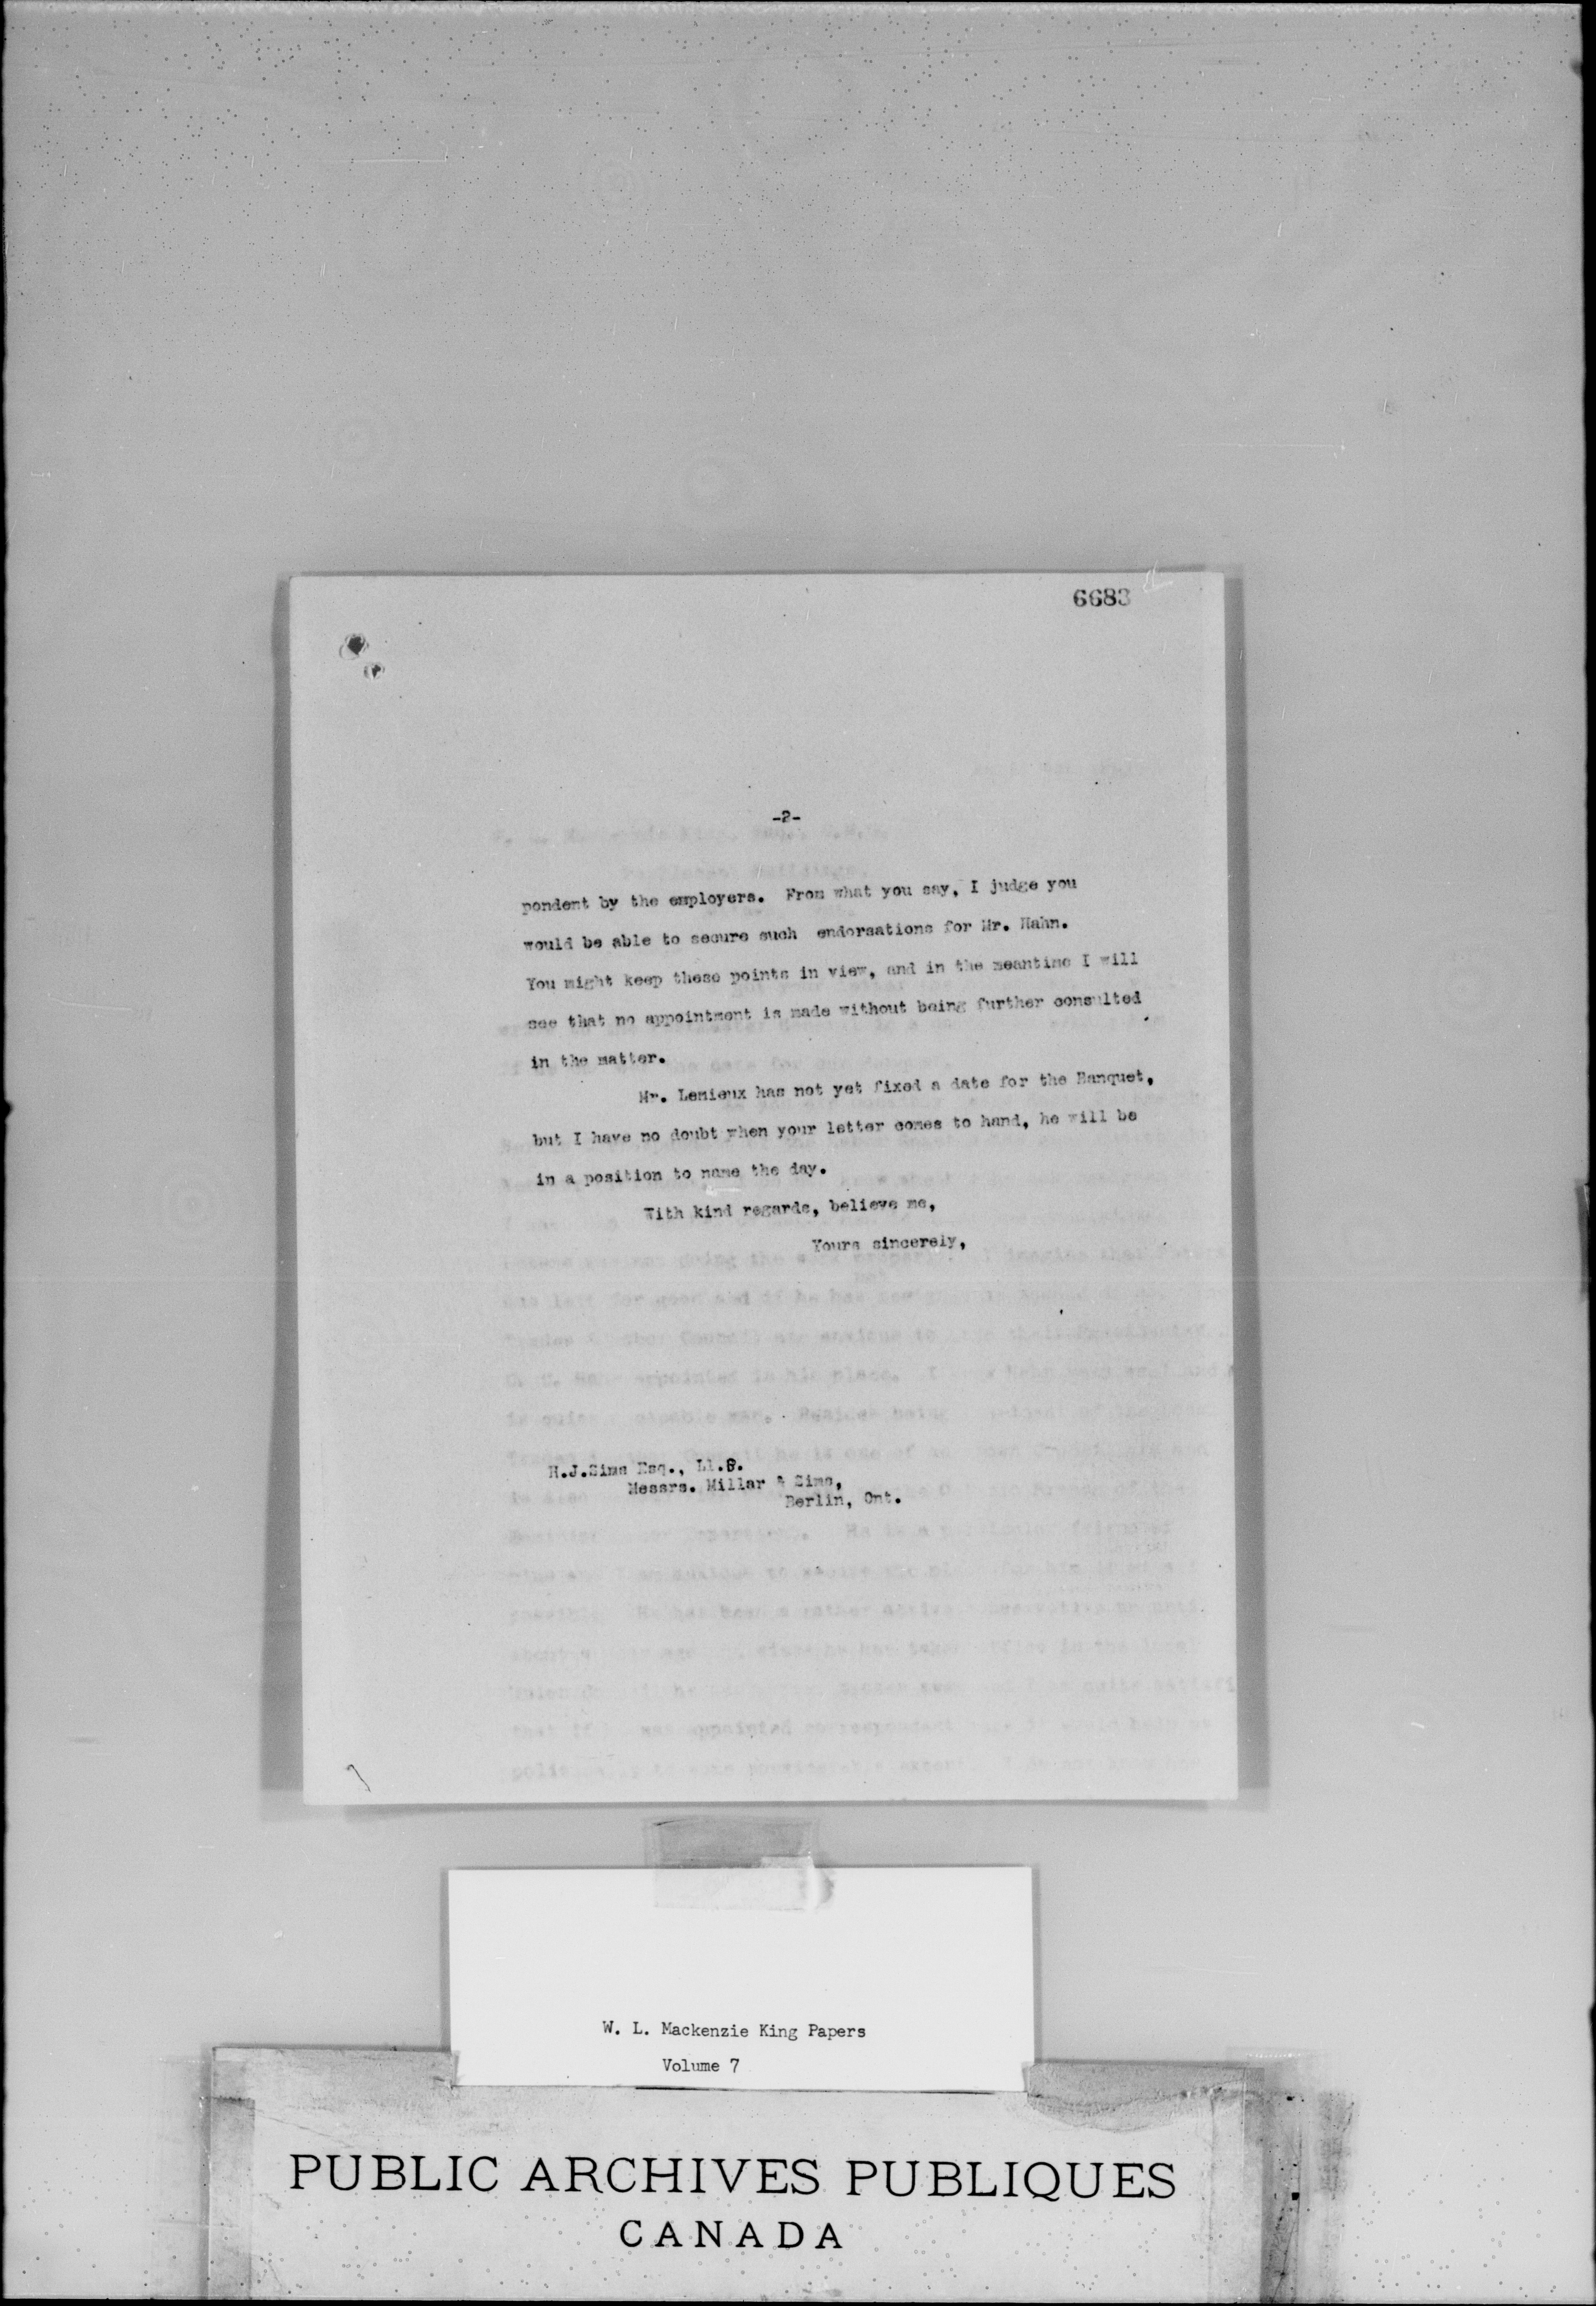 6683
-2-
pondent by the employers. From what you say, I judge you
would be able to secure such endorsations for Mr. Hahn.
You might keep these points in view, and in the meantime I will
see that no appointment is made without being further consulted
in the matter.
Mr. Lemieux has not yet fixed a date for the Banquet,
but I have no doubt when your letter comes to hand, he will be
in a position to name the day.
With kind regards, believe me,
Yours sincerely,
H.J.Sims Esq., Ll.B.
Messrs. Millar & Sims,
Berlin, Ont.
W. L. Mackenzie King Papers
Volume 7
PUBLIC ARCHIVES PUBLIQUES
CANADA